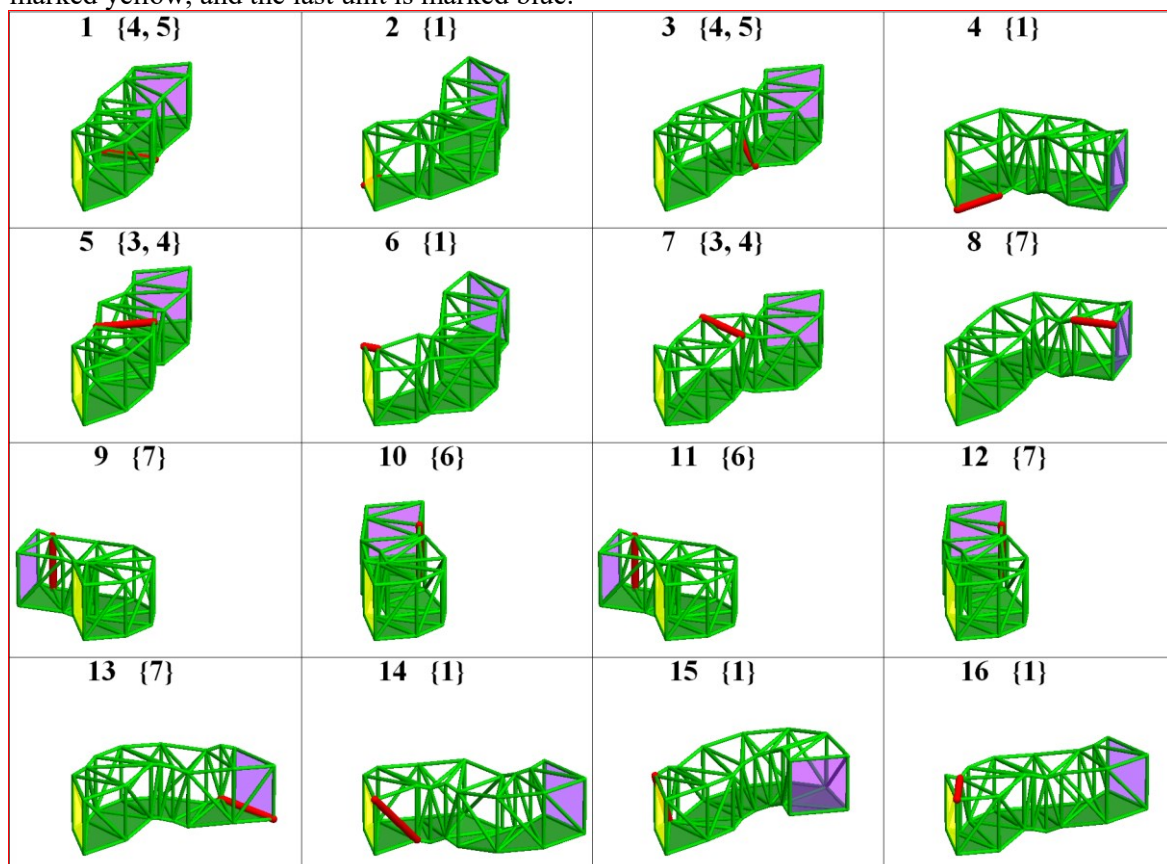 marked yellow, and the last unit is marked blue.
1 {4, 5} 2 {1} 3 {4, 5} 4 {1}
5 {3, 4} 6 {1} 7 {3, 4} 8 {7}
9 {7} 10 {6} 11 {6} 12 {7}
13 {7} 14 {1} 15 {1} 16 {1}